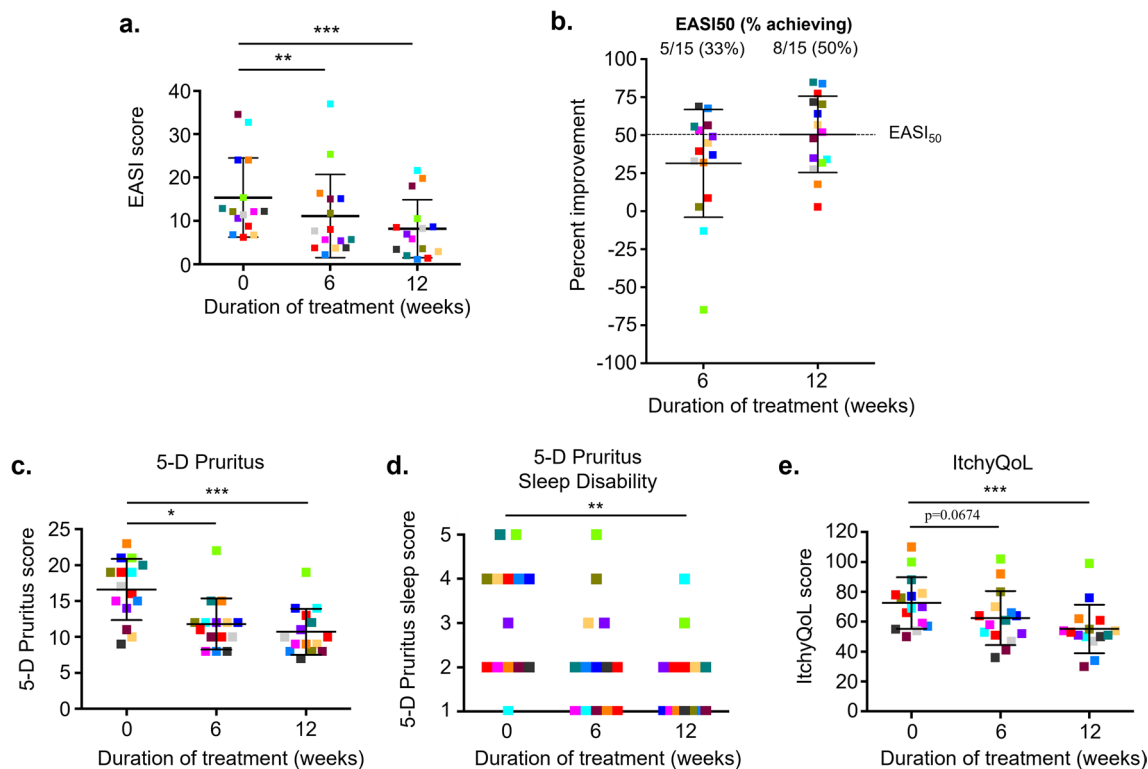 a.
***
**
40
30
20
10
0
EASI score
0 6 12
Duration of treatment (weeks)
b.
EASI50 (% achieving)
5/15 (33%) 8/15 (50%)
100
75
50
25
0
-25
-50
-75
-100
Percent improvement
EASI50
6 12
Duration of treatment (weeks)
c.
5-D Pruritus
***
*
25
20
15
10
5
0
5-D Pruritus score
0 6 12
Duration of treatment (weeks)
d.
5-D Pruritus
Sleep Disability
**
5
4
3
2
1
5-D Pruritus sleep score
0 6 12
Duration of treatment (weeks)
e.
ItchyQoL
***
p=0.0674
120
100
80
60
40
20
0
ItchyQoL score
0 6 12
Duration of treatment (weeks)